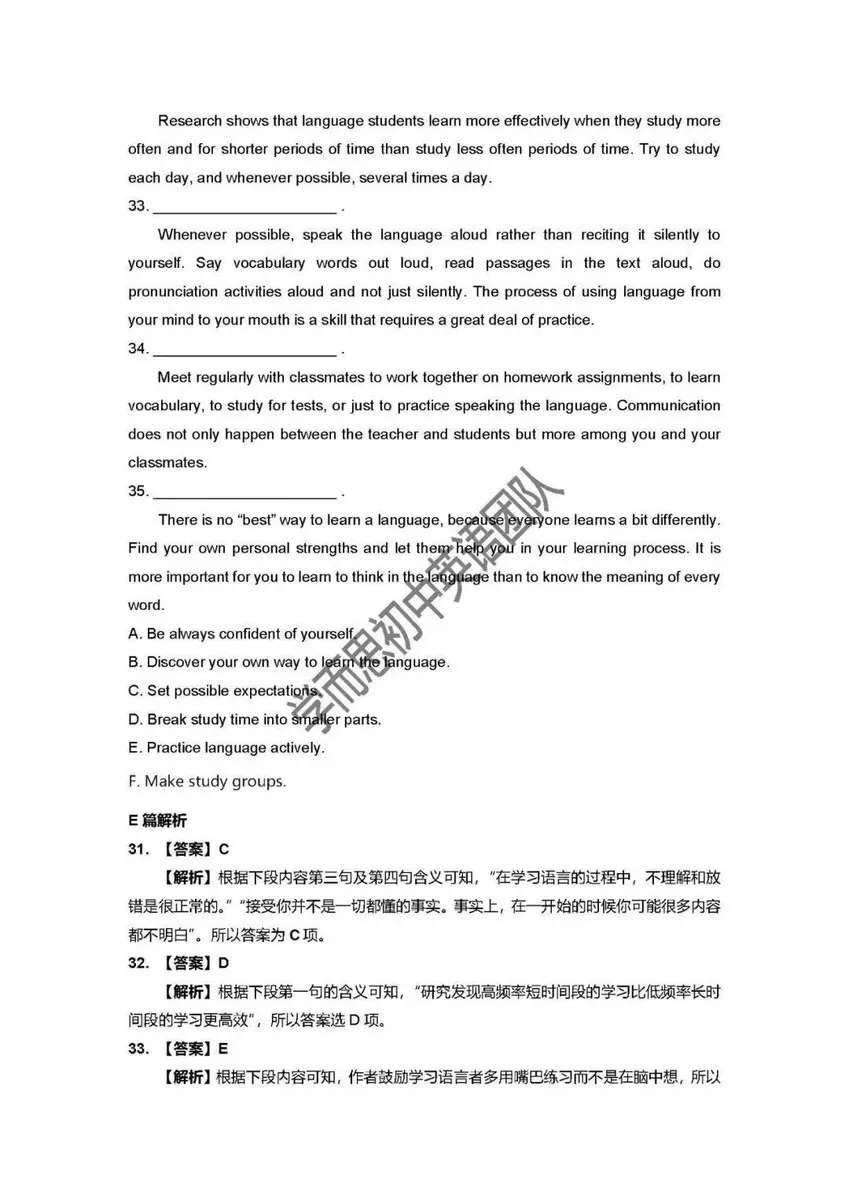 Research shows that language students learn more effectively when they study more
often and for shorter periods of time than study less often periods of time. Try to study
each day, and whenever possible, several times a day.
33. ______________________ .
Whenever possible, speak the language aloud rather than reciting it silently to
yourself. Say vocabulary words out loud, read passages in the text aloud, do
pronunciation activities aloud and not just silently. The process of using language from
your mind to your mouth is a skill that requires a great deal of practice.
34. ______________________ .
Meet regularly with classmates to work together on homework assignments, to learn
vocabulary, to study for tests, or just to practice speaking the language. Communication
does not only happen between the teacher and students but more among you and your
classmates.
35. ______________________ .
There is no “best” way to learn a language, because everyone learns a bit differently.
Find your own personal strengths and let them help you in your learning process. It is
more important for you to learn to think in the language than to know the meaning of every
word.
A. Be always confident of yourself.
B. Discover your own way to learn the language.
C. Set possible expectations.
D. Break study time into smaller parts.
E. Practice language actively.
F. Make study groups.
E 篇解析
31. 【答案】C
【解析】根据下段内容第三句及第四句含义可知，“在学习语言的过程中，不理解和放
错是很正常的。”“接受你并不是一切都懂的事实。事实上，在一开始的时候你可能很多内容
都不明白”。所以答案为 C 项。
32. 【答案】D
【解析】根据下段第一句的含义可知，“研究发现高频率短时间段的学习比低频率长时
间段的学习更高效”，所以答案选 D 项。
33. 【答案】E
【解析】根据下段内容可知，作者鼓励学习语言者多用嘴巴练习而不是在脑中想，所以
学而思初中英语团队